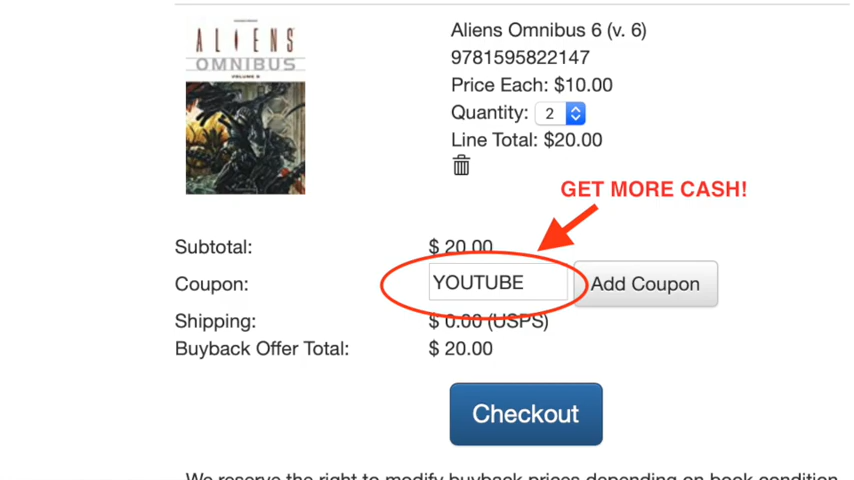 ALIENS
OMNIBUS
VOLUME 6
Aliens Omnibus 6 (v. 6)
9781595822147
Price Each: $10.00
Quantity: 2
Line Total: $20.00
GET MORE CASH!
Subtotal: $ 20.00
Coupon: YOUTUBE Add Coupon
Shipping: $ 0.00 (USPS)
Buyback Offer Total: $ 20.00
Checkout
We reserve the right to modify buyback prices depending on book condition